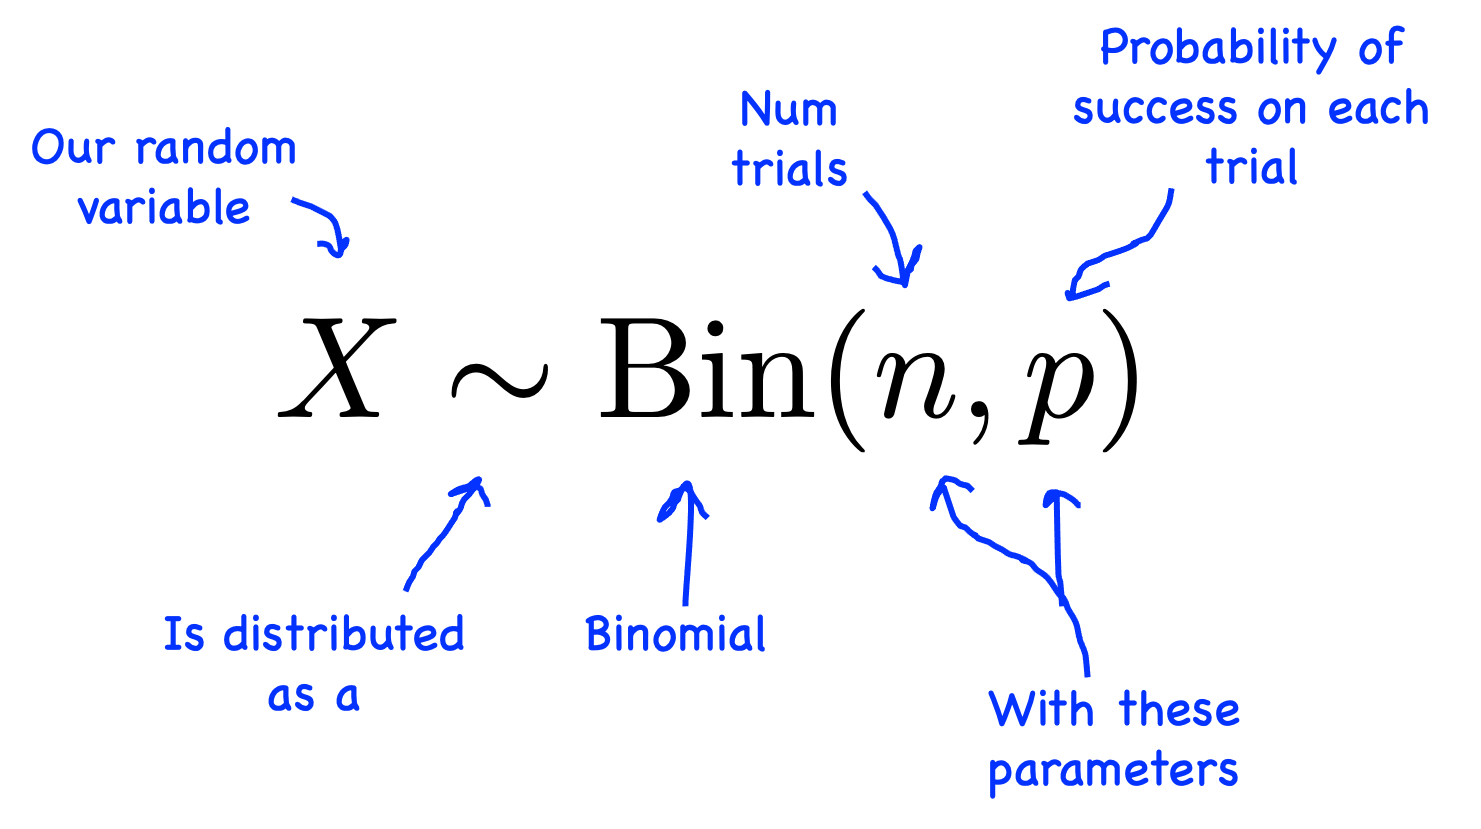 Probability of
success on each
trial
Num
trials
Our random
variable
X ∼ Bin(n, p)
Is distributed
as a
Binomial
With these
parameters